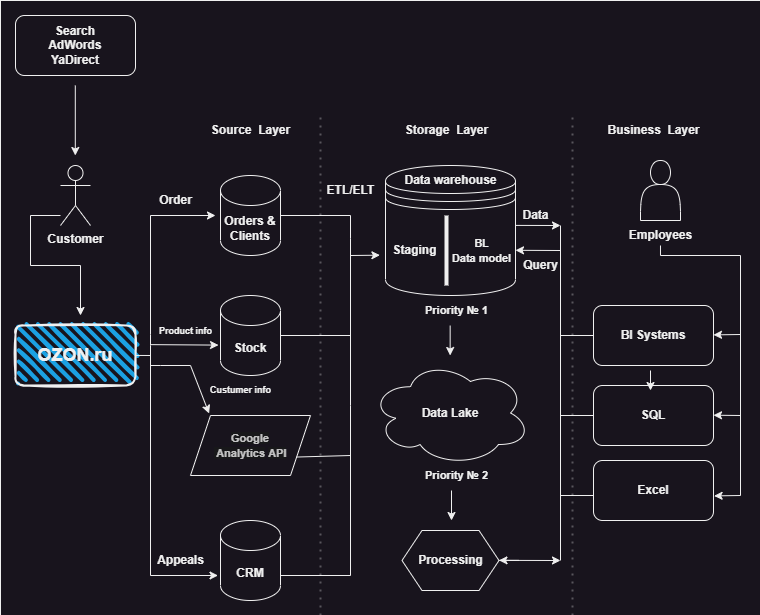 Search
AdWords
YaDirect
Source Layer
Storage Layer
Business Layer
Customer
Order
Orders &
Clients
ETL/ELT
Data warehouse
Staging
BL
Data model
Data
Query
Employees
Priority № 1
OZON.ru
Product info
Stock
BI Systems
Custumer info
Data Lake
SQL
Google
Analytics API
Priority № 2
Excel
Appeals
CRM
Processing